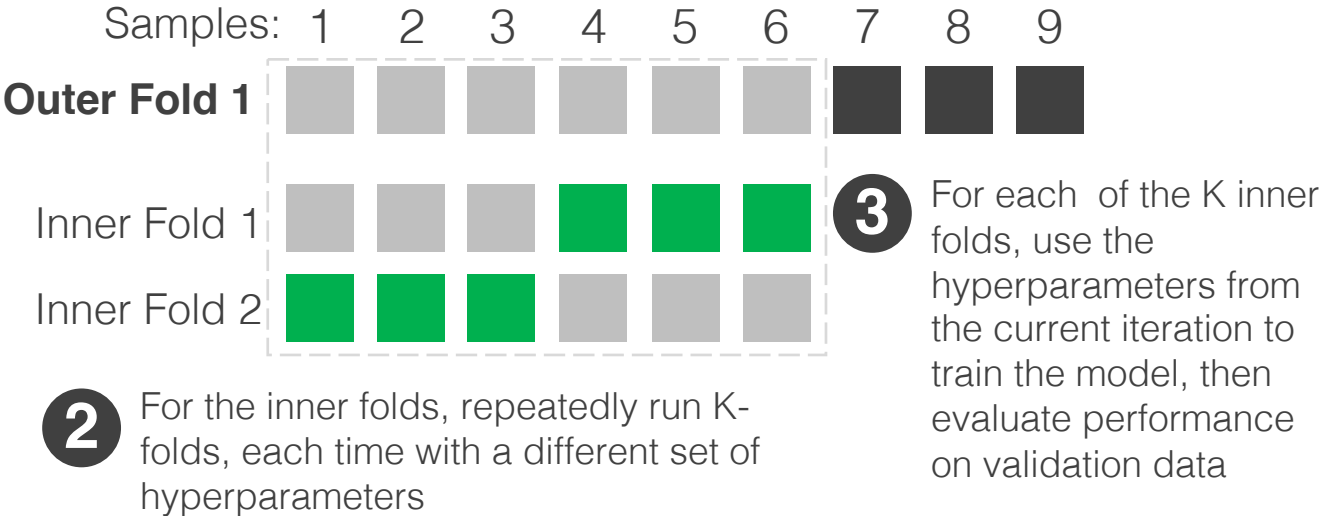 Samples: 1 2 3 4 5 6 7 8 9
Outer Fold 1
Inner Fold 1
Inner Fold 2
2 For the inner folds, repeatedly run K-
folds, each time with a different set of
hyperparameters
3 For each of the K inner
folds, use the
hyperparameters from
the current iteration to
train the model, then
evaluate performance
on validation data